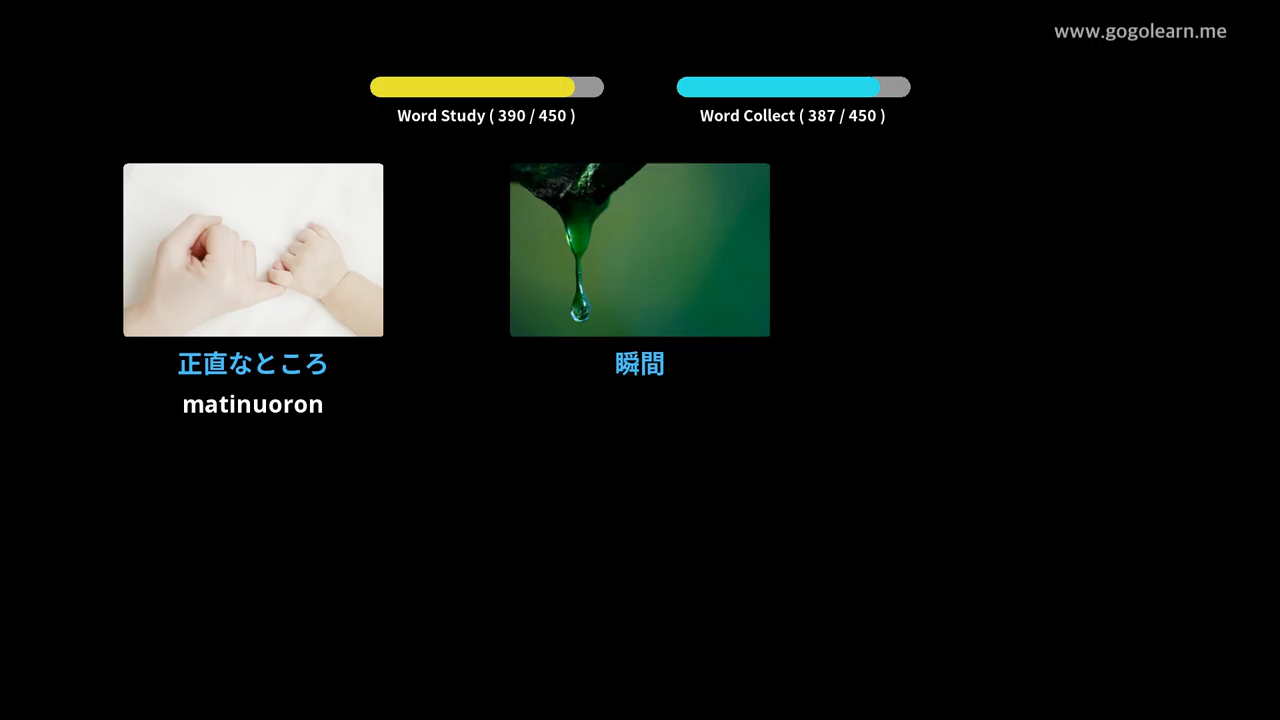 www.gogolearn.me
Word Study ( 390 / 450 )
Word Collect ( 387 / 450 )
正直なところ
瞬間
matinuoron